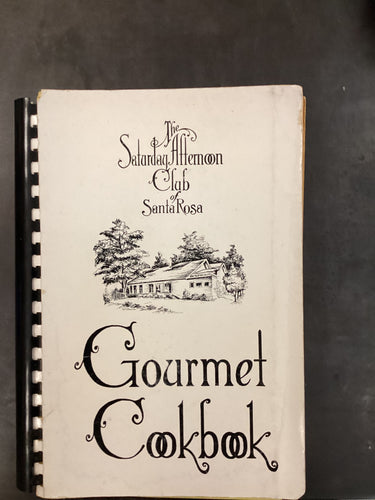 The
Saturday Afternoon
Club
of
Santa Rosa
Gourmet
Cookbook